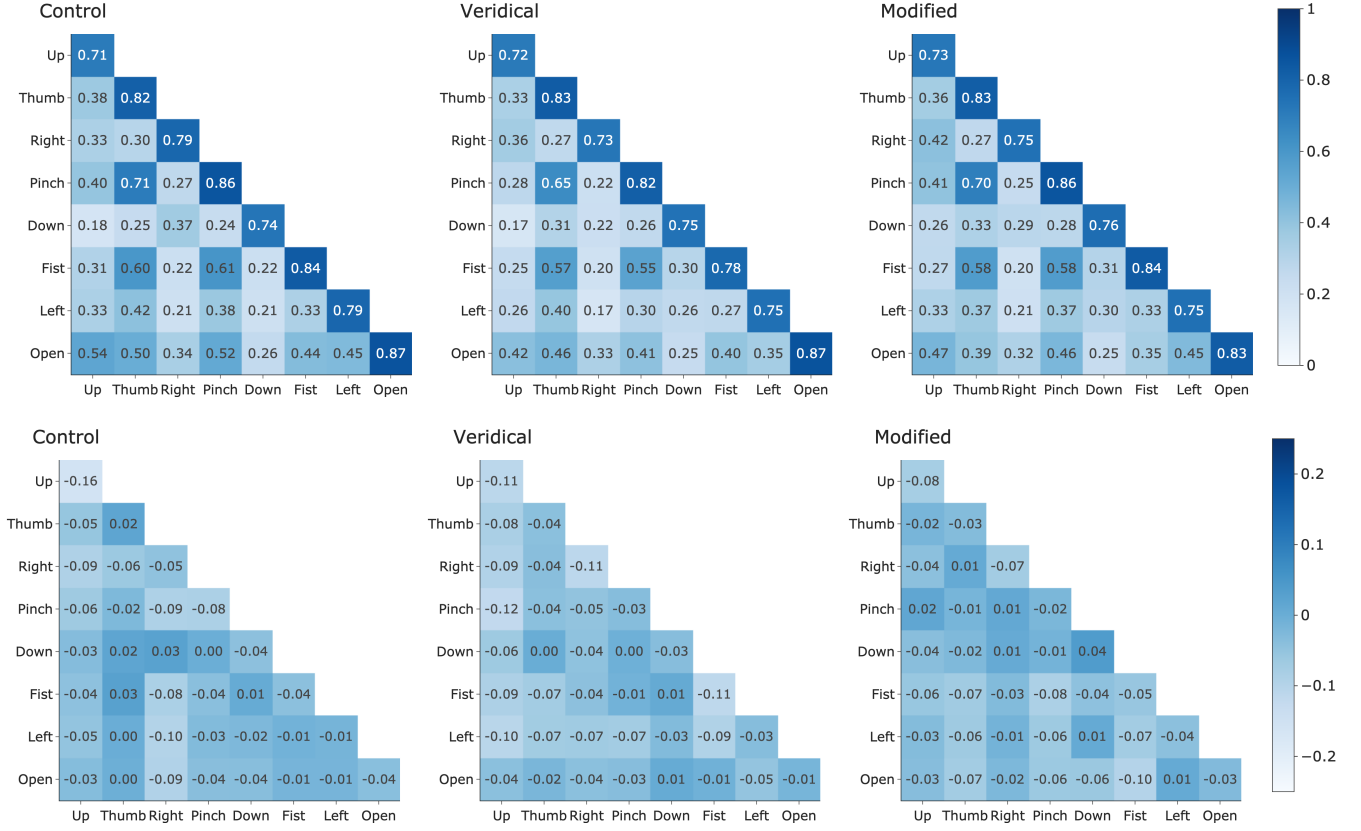 Control Veridical Modified
Up 0.71 Up 0.72 Up 0.73 1
Thumb 0.38 0.82 Thumb 0.33 0.83 Thumb 0.36 0.83 0.8
Right 0.33 0.30 0.79 Right 0.36 0.27 0.73 Right 0.42 0.27 0.75
Pinch 0.40 0.71 0.27 0.86 Pinch 0.28 0.65 0.22 0.82 Pinch 0.41 0.70 0.25 0.86 0.6
Down 0.18 0.25 0.37 0.24 0.74 Down 0.17 0.31 0.22 0.26 0.75 Down 0.26 0.33 0.29 0.28 0.76 0.4
Fist 0.31 0.60 0.22 0.61 0.22 0.84 Fist 0.25 0.57 0.20 0.55 0.30 0.78 Fist 0.27 0.58 0.20 0.58 0.31 0.84
Left 0.33 0.42 0.21 0.38 0.21 0.33 0.79 Left 0.26 0.40 0.17 0.30 0.26 0.27 0.75 Left 0.33 0.37 0.21 0.37 0.30 0.33 0.75 0.2
Open 0.54 0.50 0.34 0.52 0.26 0.44 0.45 0.87 Open 0.42 0.46 0.33 0.41 0.25 0.40 0.35 0.87 Open 0.47 0.39 0.32 0.46 0.25 0.35 0.45 0.83 0
Up Thumb Right Pinch Down Fist Left Open Up Thumb Right Pinch Down Fist Left Open Up Thumb Right Pinch Down Fist Left Open
Control Veridical Modified
Up −0.16 Up −0.11 Up −0.08 0.2
Thumb −0.05 0.02 Thumb −0.08 −0.04 Thumb −0.02 −0.03
Right −0.09 −0.06 −0.05 Right −0.09 −0.04 −0.11 Right −0.04 0.01 −0.07 0.1
Pinch −0.06 −0.02 −0.09 −0.08 Pinch −0.12 −0.04 −0.05 −0.03 Pinch 0.02 −0.01 0.01 −0.02 0
Down −0.03 0.02 0.03 0.00 −0.04 Down −0.06 0.00 −0.04 0.00 −0.03 Down −0.04 −0.02 0.01 −0.01 0.04
Fist −0.04 0.03 −0.08 −0.04 0.01 −0.04 Fist −0.09 −0.07 −0.04 −0.01 0.01 −0.11 Fist −0.06 −0.07 −0.03 −0.08 −0.04 −0.05 −0.1
Left −0.05 0.00 −0.10 −0.03 −0.02 −0.01 −0.01 Left −0.10 −0.07 −0.07 −0.07 −0.03 −0.09 −0.03 Left −0.03 −0.06 −0.01 −0.06 0.01 −0.07 −0.04 −0.2
Open −0.03 0.00 −0.09 −0.04 −0.04 −0.01 −0.01 −0.04 Open −0.04 −0.02 −0.04 −0.03 0.01 −0.01 −0.05 −0.01 Open −0.03 −0.07 −0.02 −0.06 −0.06 −0.10 0.01 −0.03
Up Thumb Right Pinch Down Fist Left Open Up Thumb Right Pinch Down Fist Left Open Up Thumb Right Pinch Down Fist Left Open